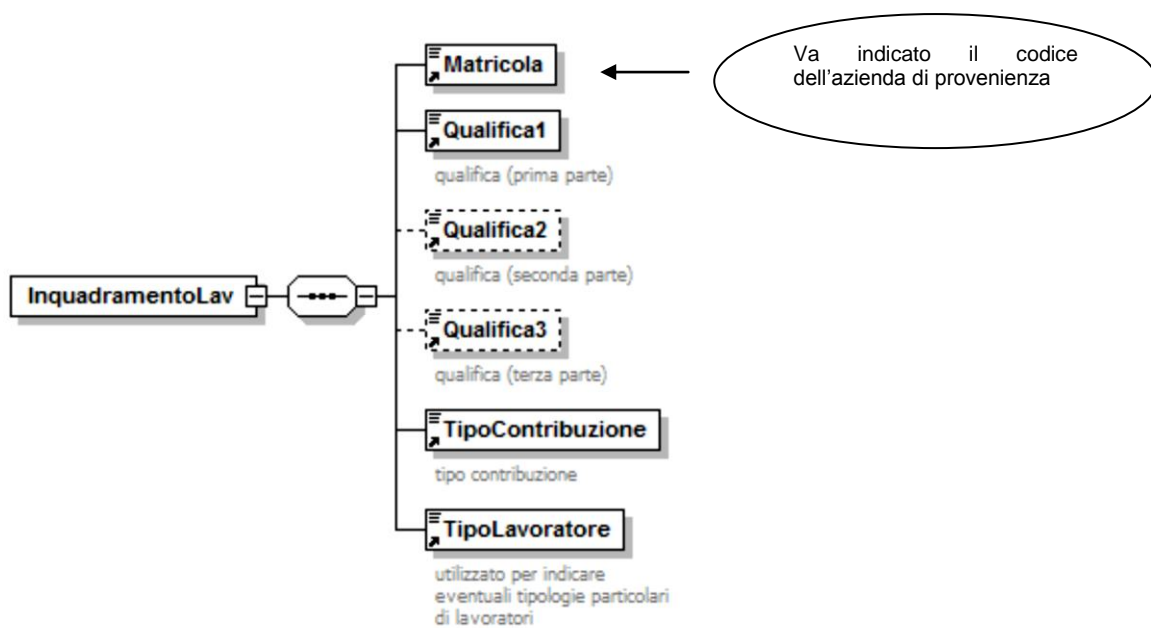 Matricola
Va indicato il codice
dell'azienda di provenienza
Qualifica1
qualifica (prima parte)
Qualifica2
qualifica (seconda parte)
InquadramentoLav
Qualifica3
qualifica (terza parte)
TipoContribuzione
tipo contribuzione
TipoLavoratore
utilizzato per indicare
eventuali tipologie particolari
di lavoratori